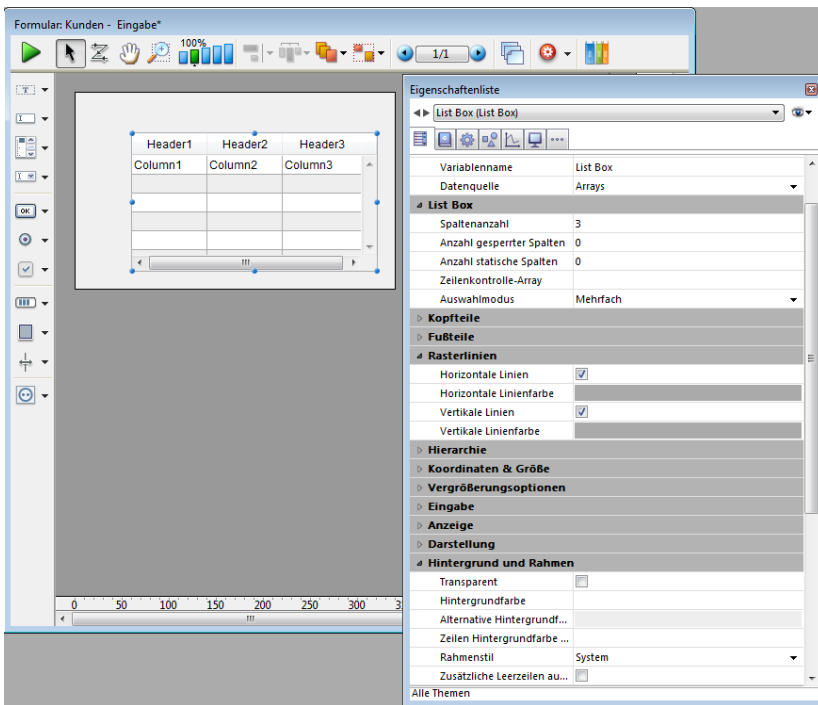 Formular: Kunden - Eingabe*
100%
1/1
Header1 Header2 Header3
Column1 Column2 Column3
OK
0 50 100 150 200 250 300 3
Eigenschaftenliste
List Box (List Box)
Variablenname List Box
Datenquelle Arrays
List Box
Spaltenanzahl 3
Anzahl gesperrter Spalten 0
Anzahl statische Spalten 0
Zeilenkontrolle-Array
Auswahlmodus Mehrfach
Kopfteile
Fußteile
Rasterlinien
Horizontale Linien
Horizontale Linienfarbe
Vertikale Linien
Vertikale Linienfarbe
Hierarchie
Koordinaten & Größe
Vergrößerungsoptionen
Eingabe
Anzeige
Darstellung
Hintergrund und Rahmen
Transparent
Hintergrundfarbe
Alternative Hintergrundf...
Zeilen Hintergrundfarbe ...
Rahmenstil System
Zusätzliche Leerzeilen au...
Alle Themen